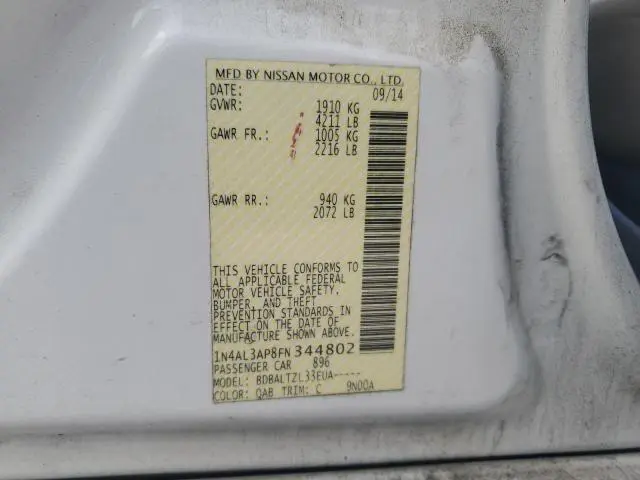 MFD BY NISSAN MOTOR CO., LTD.
DATE: 09/14
GVWR: 1910 KG
4211 LB
GAWR FR.: 1005 KG
2216 LB
GAWR RR.: 940 KG
2072 LB
THIS VEHICLE CONFORMS TO
ALL APPLICABLE FEDERAL
MOTOR VEHICLE SAFETY,
BUMPER, AND THEFT
PREVENTION STANDARDS IN
EFFECT ON THE DATE OF
MANUFACTURE SHOWN ABOVE.
1N4AL3AP8FN344802
PASSENGER CAR 896
MODEL: BDBALTZL33EUA-----
COLOR: QAB TRIM: C 9N00A